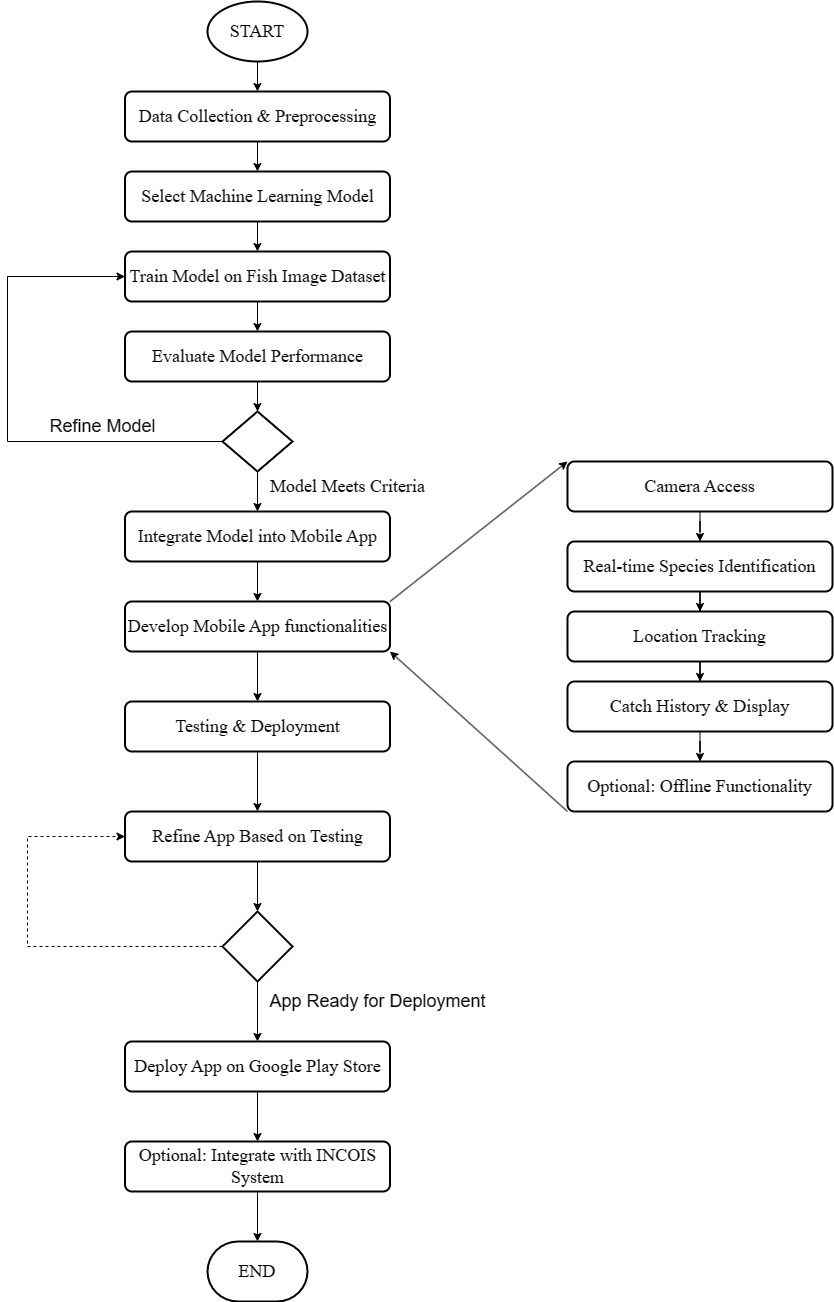 START
Data Collection & Preprocessing
Select Machine Learning Model
Train Model on Fish Image Dataset
Evaluate Model Performance
Refine Model
Model Meets Criteria
Integrate Model into Mobile App
Develop Mobile App functionalities
Camera Access
Real-time Species Identification
Location Tracking
Catch History & Display
Optional: Offline Functionality
Testing & Deployment
Refine App Based on Testing
App Ready for Deployment
Deploy App on Google Play Store
Optional: Integrate with INCOIS
System
END